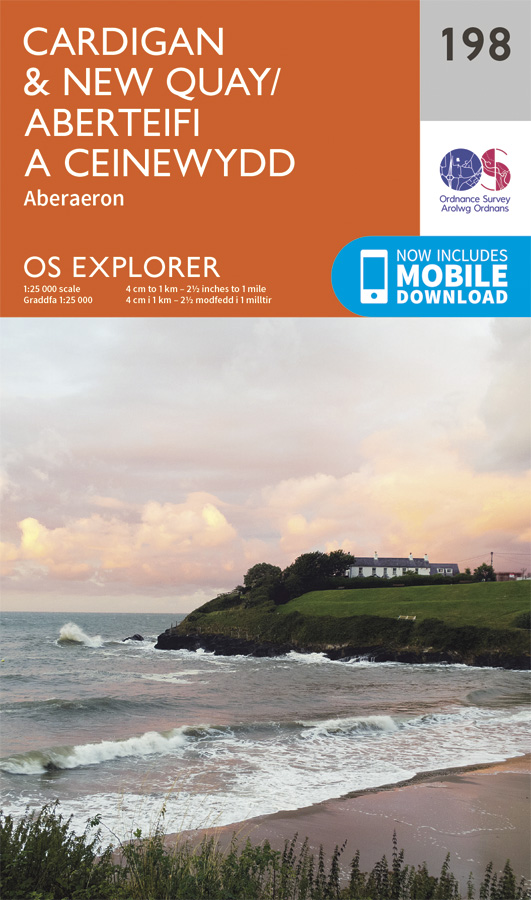 CARDIGAN
& NEW QUAY/
ABERTEIFI
A CEINEWYDD
Aberaeron
198
OS
Ordnance Survey
Arolwg Ordnans
OS EXPLORER
1:25 000 scale
Graddfa 1:25 000
4 cm to 1 km – 2½ inches to 1 mile
4 cm i 1 km – 2½ modfedd i 1 milltir
NOW INCLUDES
MOBILE
DOWNLOAD